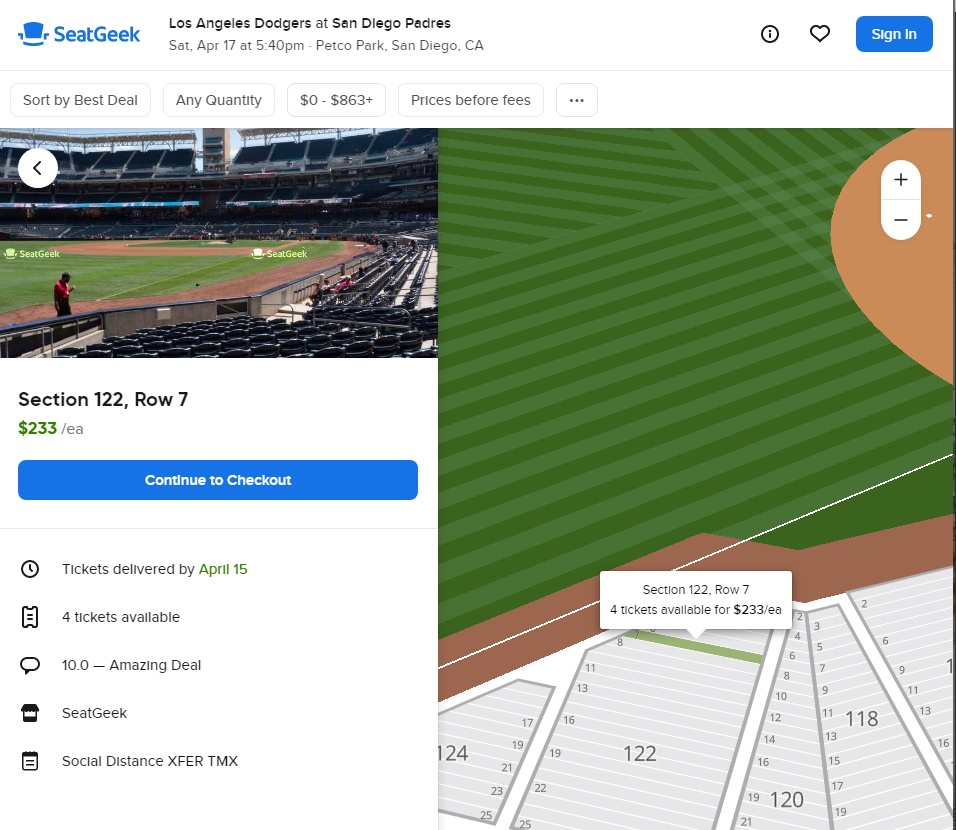 SeatGeek
Los Angeles Dodgers at San Diego Padres
Sat, Apr 17 at 5:40pm · Petco Park, San Diego, CA
Sign In
Sort by Best Deal
Any Quantity
$0 - $863+
Prices before fees
···
SeatGeek
SeatGeek
+
−
Section 122, Row 7
$233 /ea
Continue to Checkout
Tickets delivered by April 15
4 tickets available
10.0 — Amazing Deal
SeatGeek
Social Distance XFER TMX
Section 122, Row 7
4 tickets available for $233/ea
124
17
19
21
23
25
7
8
11
13
16
19
22
25
122
2
4
6
8
10
12
14
16
19
21
120
3
5
7
9
11
13
15
17
19
118
2
6
9
11
13
16